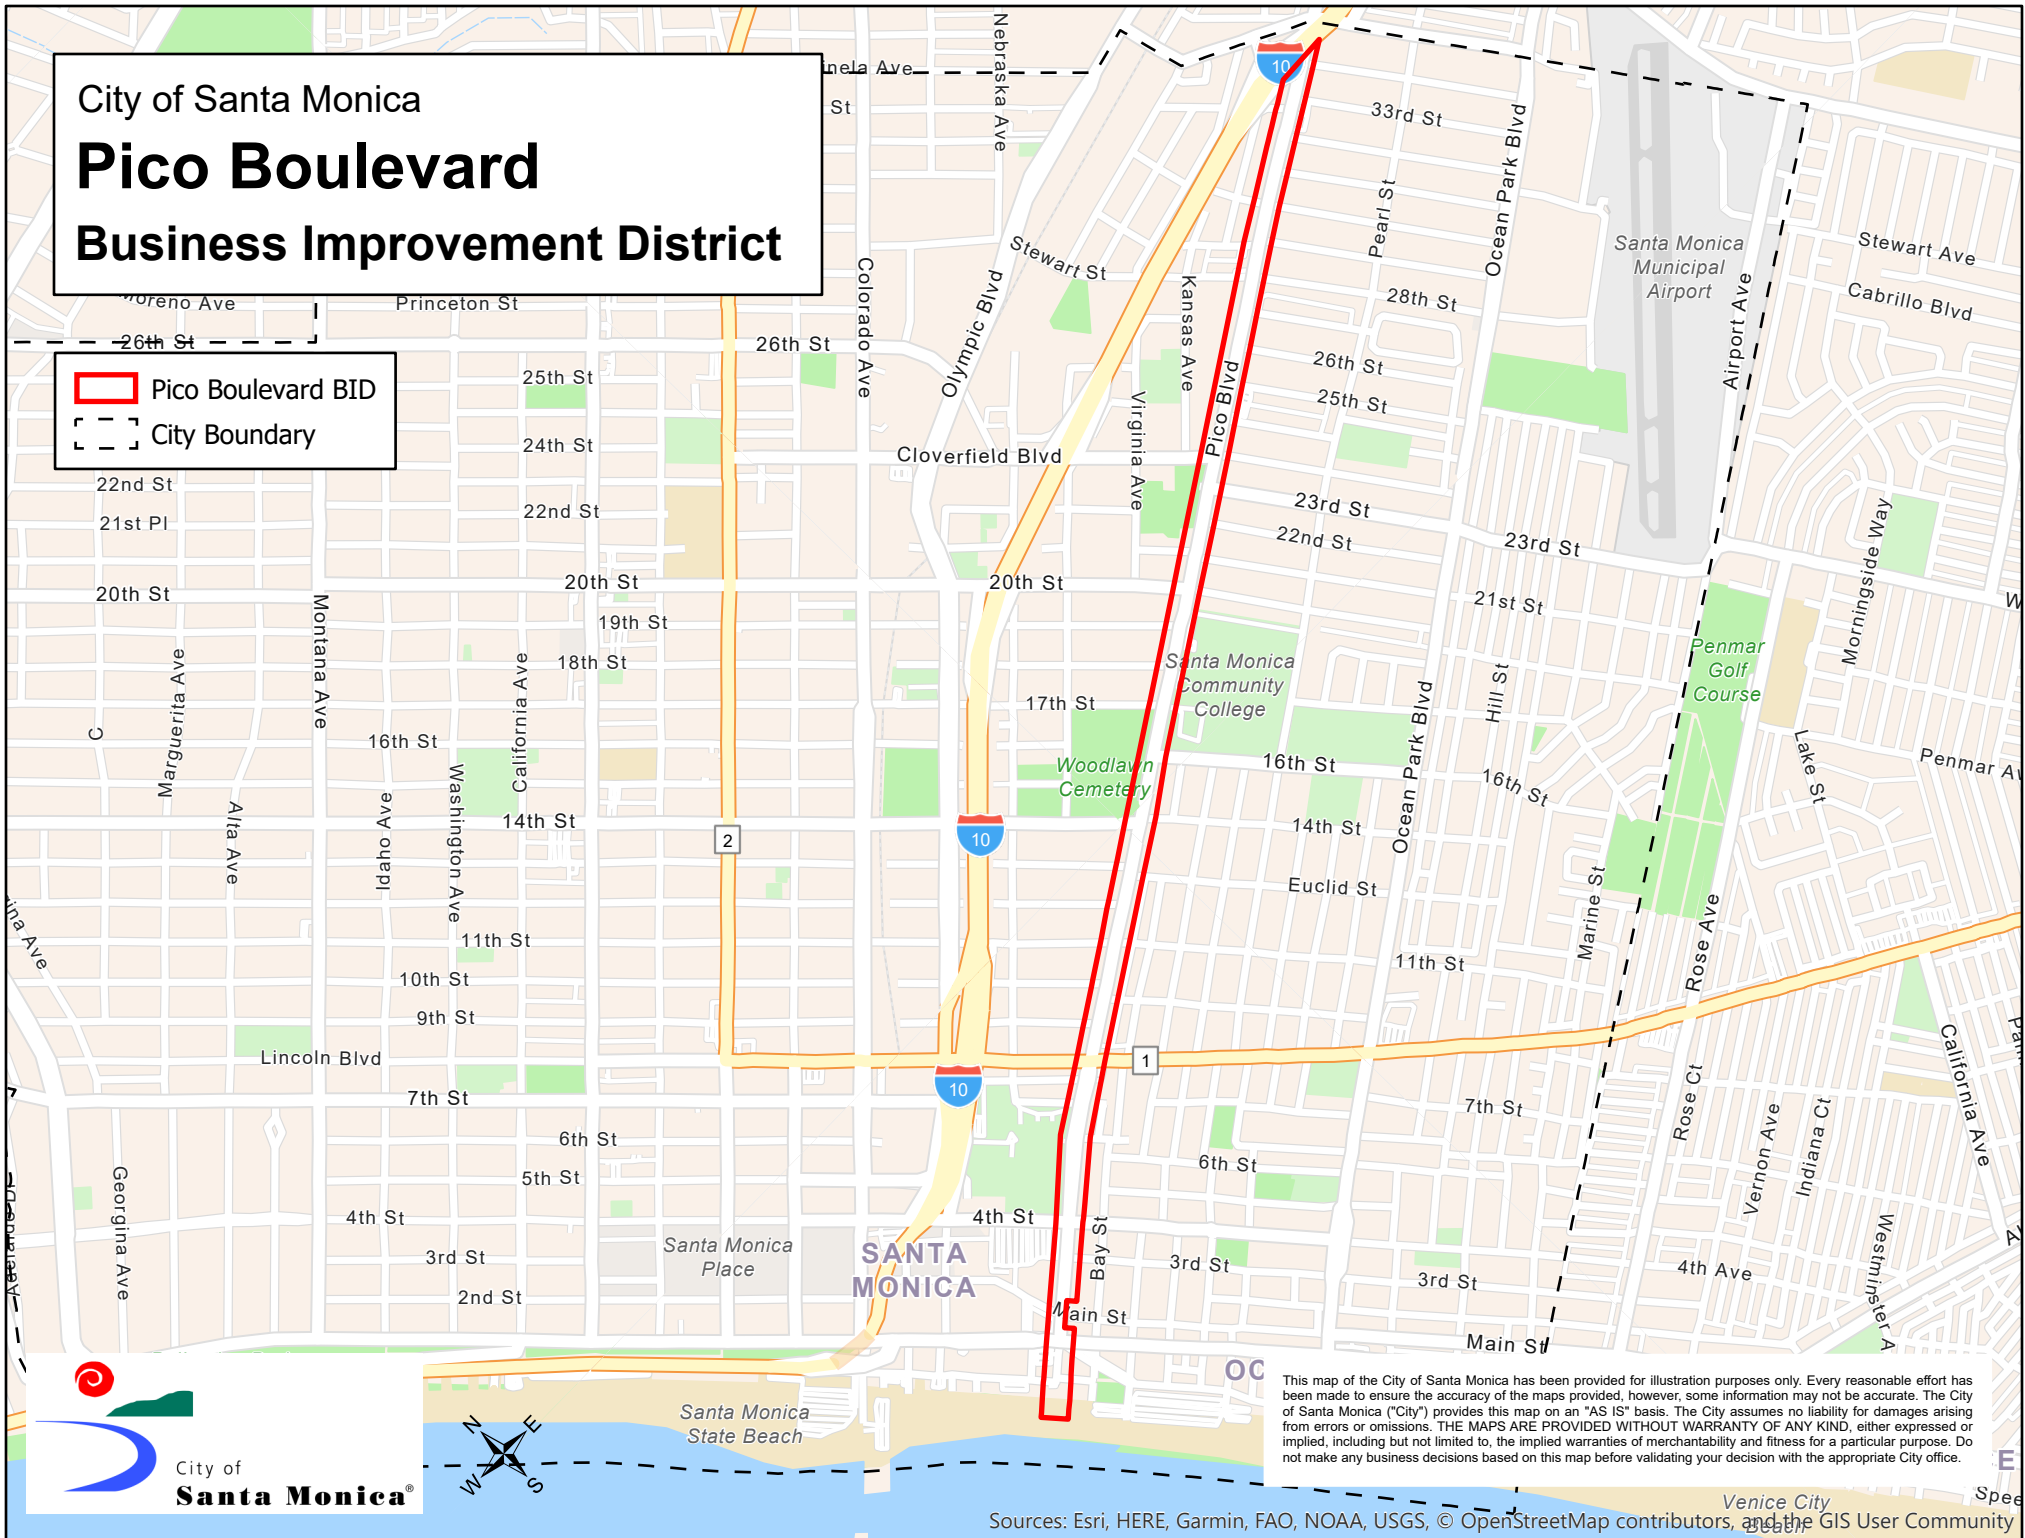 City of Santa Monica
Pico Boulevard
Business Improvement District
Pico Boulevard BID
City Boundary
inela Ave
St
Nebraska Ave
10
33rd St
Ocean Park Blvd
Pearl St
Santa Monica
Municipal
Airport
Stewart Ave
Cabrillo Blvd
Airport Ave
Stewart St
Kansas Ave
28th St
Moreno Ave
Princeton St
Colorado Ave
Olympic Blvd
26th St
26th St
26th St
25th St
25th St
Pico Blvd
Virginia Ave
24th St
Cloverfield Blvd
22nd St
21st Pl
22nd St
23rd St
22nd St
23rd St
Morningside Way
20th St
20th St
20th St
21st St
W
Montana Ave
19th St
18th St
Marguerita Ave
California Ave
Santa Monica
Community
College
Penmar
Golf
Course
Hill St
17th St
C
16th St
Woodlawn
Cemetery
16th St
16th St
Ocean Park Blvd
Lake St
Penmar Av
Washington Ave
Idaho Ave
Alta Ave
14th St
2
10
14th St
Euclid St
Marine St
Rose Ave
ina Ave
11th St
10th St
9th St
11th St
Lincoln Blvd
1
10
California Ave
7th St
7th St
Rose Ct
Vernon Ave
Indiana Ct
6th St
5th St
6th St
Georgina Ave
4th St
4th St
Bay St
Westminster A
3rd St
Santa Monica
Place
SANTA
MONICA
3rd St
3rd St
4th Ave
2nd St
Main St
Main St
OC
Santa Monica
State Beach
N
E
W
S
City of
Santa Monica®
This map of the City of Santa Monica has been provided for illustration purposes only. Every reasonable effort has
been made to ensure the accuracy of the maps provided, however, some information may not be accurate. The City
of Santa Monica ("City") provides this map on an "AS IS" basis. The City assumes no liability for damages arising
from errors or omissions. THE MAPS ARE PROVIDED WITHOUT WARRANTY OF ANY KIND, either expressed or
implied, including but not limited to, the implied warranties of merchantability and fitness for a particular purpose. Do
not make any business decisions based on this map before validating your decision with the appropriate City office.
E
Spee
Venice City
Beach
Sources: Esri, HERE, Garmin, FAO, NOAA, USGS, © OpenStreetMap contributors, and the GIS User Community